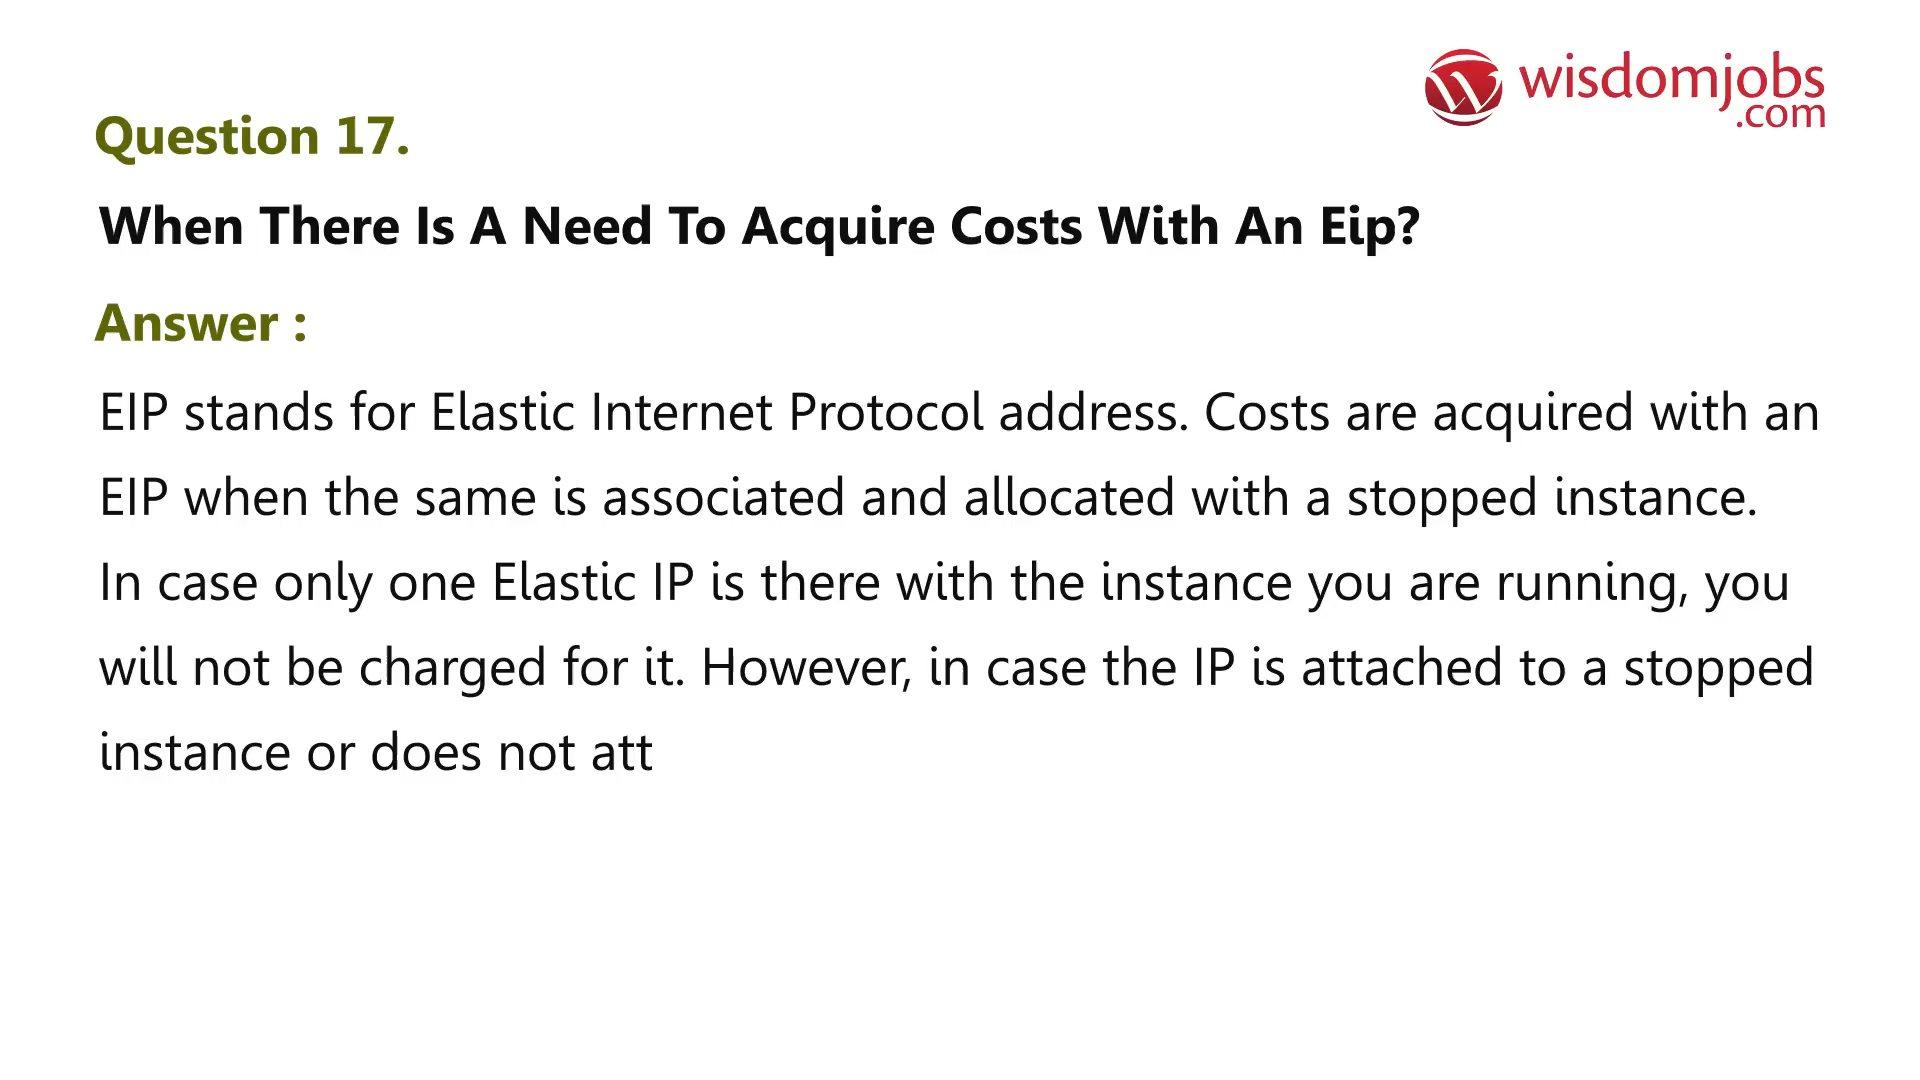 wisdomjobs
.com
Question 17.
When There Is A Need To Acquire Costs With An Eip?
Answer :
EIP stands for Elastic Internet Protocol address. Costs are acquired with an
EIP when the same is associated and allocated with a stopped instance.
In case only one Elastic IP is there with the instance you are running, you
will not be charged for it. However, in case the IP is attached to a stopped
instance or does not att